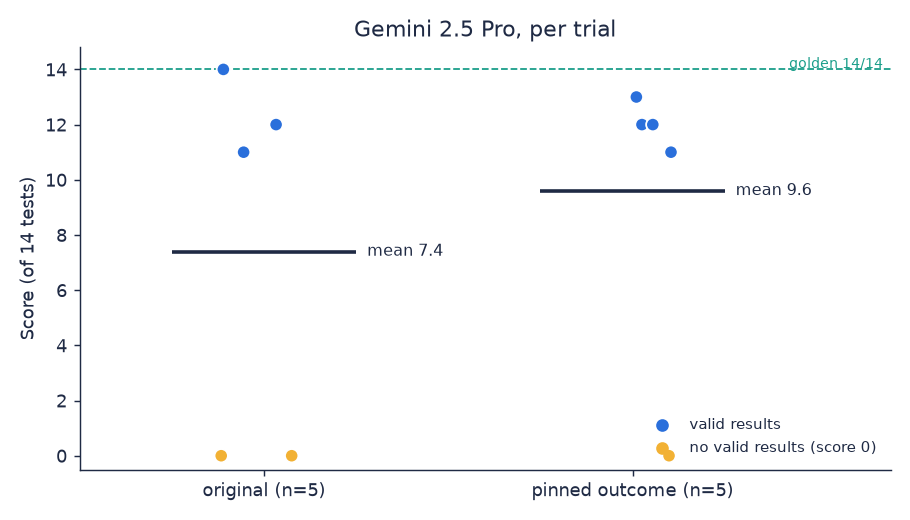 Gemini 2.5 Pro, per trial
golden 14/14
Score (of 14 tests)
14
12
10
8
6
4
2
0
mean 7.4
mean 9.6
valid results
no valid results (score 0)
original (n=5)
pinned outcome (n=5)